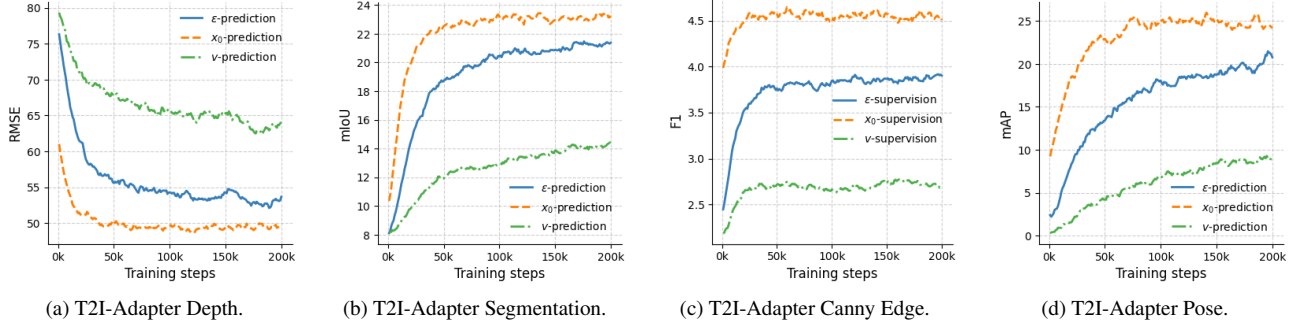 80
75
70
65
60
55
50
RMSE
ε-prediction
x₀-prediction
v-prediction
0k 50k 100k 150k 200k
Training steps
(a) T2I-Adapter Depth.
24
22
20
18
16
14
12
10
8
mIoU
ε-prediction
x₀-prediction
v-prediction
0k 50k 100k 150k 200k
Training steps
(b) T2I-Adapter Segmentation.
4.5
4.0
3.5
3.0
2.5
F1
ε-supervision
x₀-supervision
v-supervision
0k 50k 100k 150k 200k
Training steps
(c) T2I-Adapter Canny Edge.
25
20
15
10
5
0
mAP
ε-prediction
x₀-prediction
v-prediction
0k 50k 100k 150k 200k
Training steps
(d) T2I-Adapter Pose.